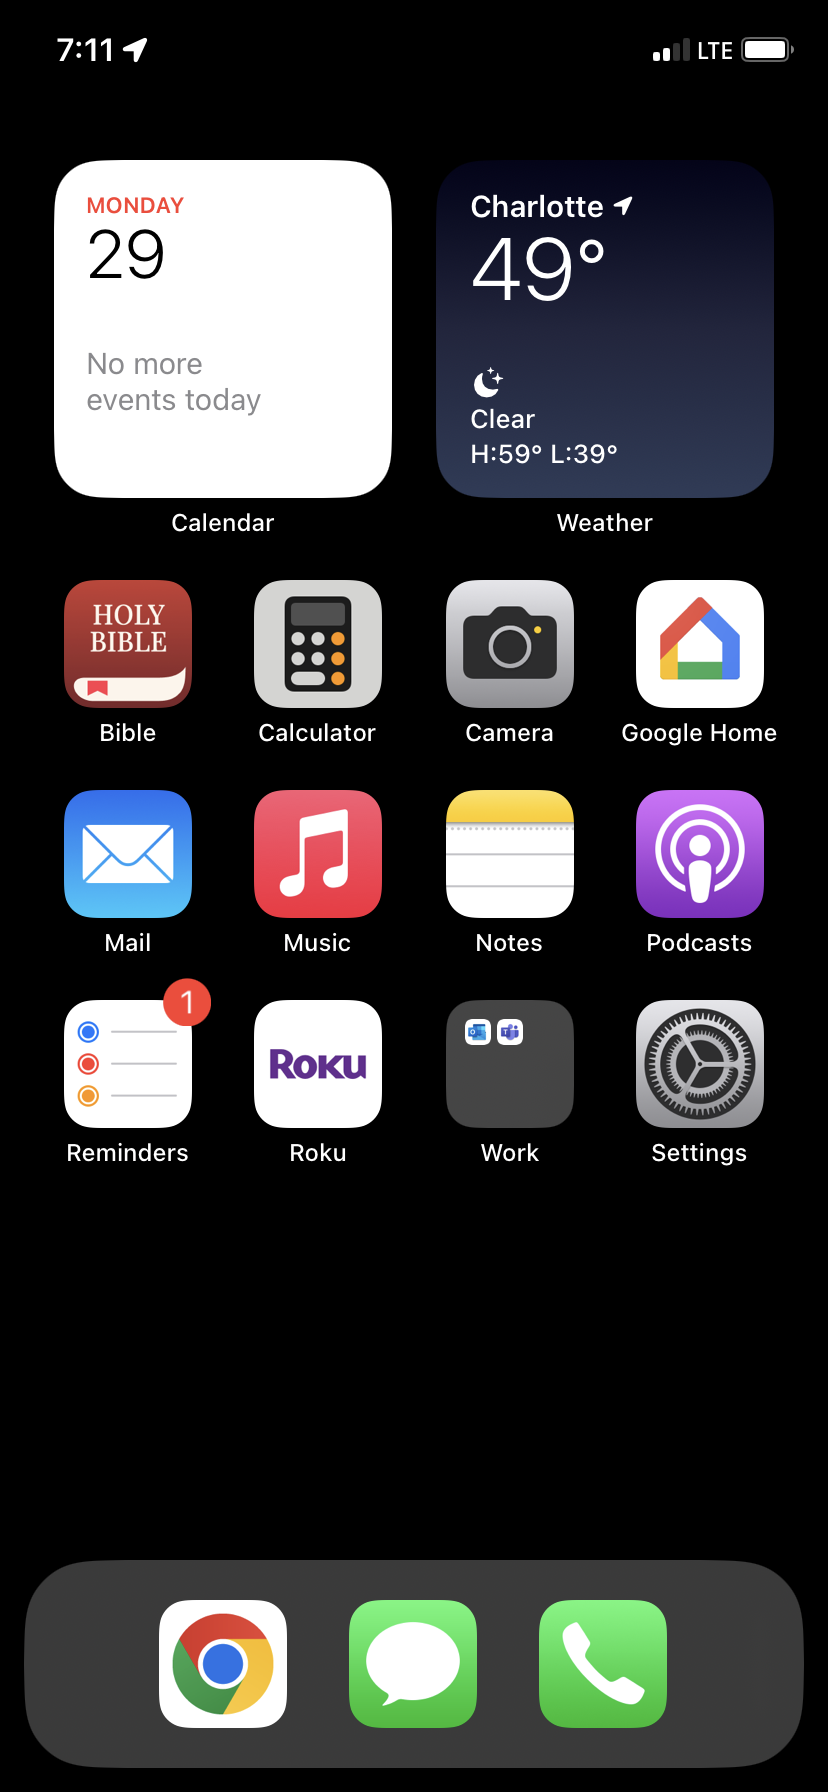 7:11 LTE
MONDAY
29
No more
events today
Calendar
Charlotte
49°
Clear
H:59° L:39°
Weather
HOLY
BIBLE
Bible
Calculator
Camera
Google Home
Mail
Music
Notes
Podcasts
1
Reminders
Roku
Roku
Work
Settings